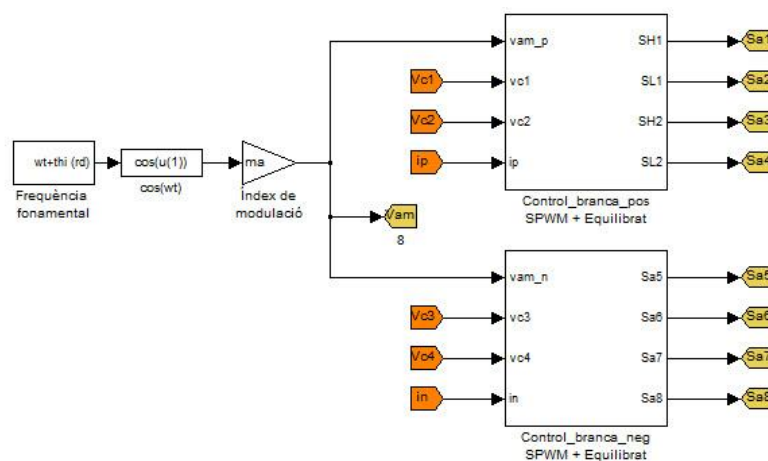 vam_p
SH1
Sa1
Vc1
vc1
SL1
Sa2
Vc2
vc2
SH2
Sa3
ip
ip
SL2
Sa4
wt+thi (rd)
cos(u(1))
ma
Freqüència
fonamental
cos(wt)
Índex de
modulació
Control_branca_pos
SPWM + Equilibrat
Vam
8
vam_n
Sa5
Sa5
Vc3
vc3
Sa6
Sa6
Vc4
vc4
Sa7
Sa7
in
in
Sa8
Sa8
Control_branca_neg
SPWM + Equilibrat